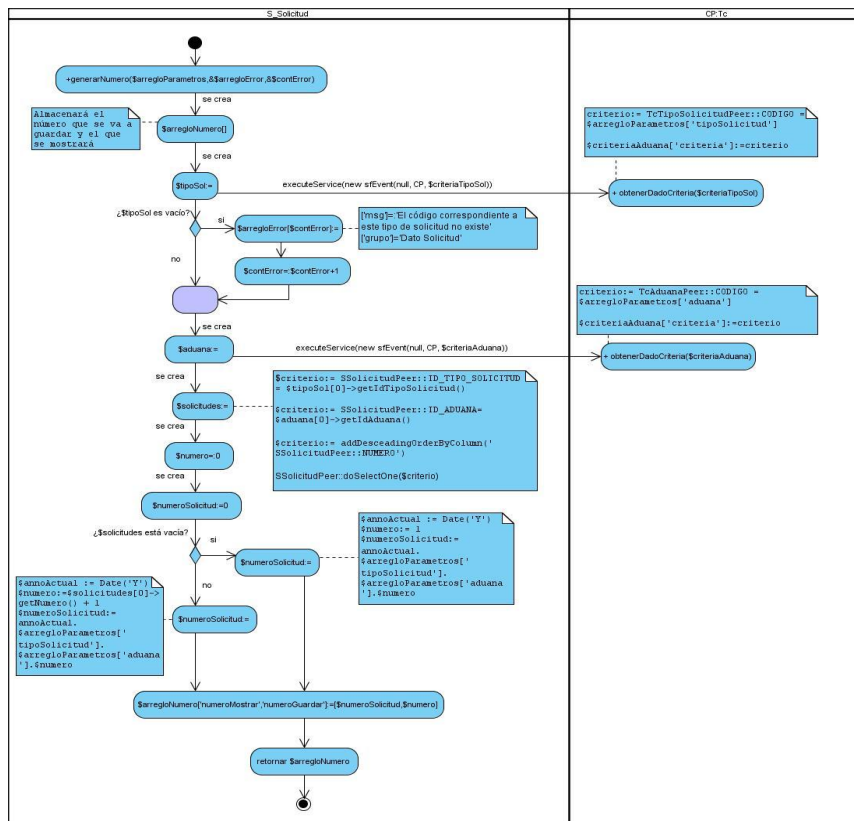 S_Solicitud
CP:Tc
+generarNumero($arregloParametros,&$arregloError,&$contError)
se crea
Almacenará el
número que se va a
guardar y el que
se mostrará
$arregloNumero[]
criterio:= TcTipoSolicitudPeer::CODIGO =
$arregloParametros['tipoSolicitud']
$criteriaAduana['criteria']:=criterio
se crea
$tipoSol:=
executeService(new sfEvent(null, CP, $criteriaTipoSol))
+ obtenerDadoCriteria($criteriaTipoSol)
¿$tipoSol es vacío?
si
$arregloError[$contError]:=
['msg']='El código correspondiente a
este tipo de solicitud no existe'
['grupo']='Dato Solicitud'
no
$contError=:$contError+1
criterio:= TcAduanaPeer::CODIGO =
$arregloParametros['aduana']
$criteriaAduana['criteria']:=criterio
se crea
$aduana:=
executeService(new sfEvent(null, CP, $criteriaAduana))
+ obtenerDadoCriteria($criteriaAduana)
se crea
$solicitudes:=
$criterio:= SSolicitudPeer::ID_TIPO_SOLICITUD
= $tipoSol[0]->getIdTipoSolicitud()
$criterio:= SSolicitudPeer::ID_ADUANA=
$aduana[0]->getIdAduana()
$criterio:= addDesceadingOrderByColumn('
SSolicitudPeer::NUMERO')
SSolicitudPeer::doSelectOne($criterio)
se crea
$numero=:0
se crea
$numeroSolicitud:=0
¿$solicitudes está vacía?
si
$numeroSolicitud:=
$annoActual := Date('Y')
$numero:= 1
$numeroSolicitud:=
annoActual.
$arregloParametros['
tipoSolicitud'].
$arregloParametros['aduana
'].$numero
no
$annoActual := Date('Y')
$numero:=$solicitudes[0]->
getNumero() + 1
$numeroSolicitud:=
annoActual.
$arregloParametros['
tipoSolicitud'].
$arregloParametros['aduana
'].$numero
$numeroSolicitud:=
$arregloNumero['numeroMostrar','numeroGuardar']:=[$numeroSolicitud,$numero]
retornar $arregloNumero